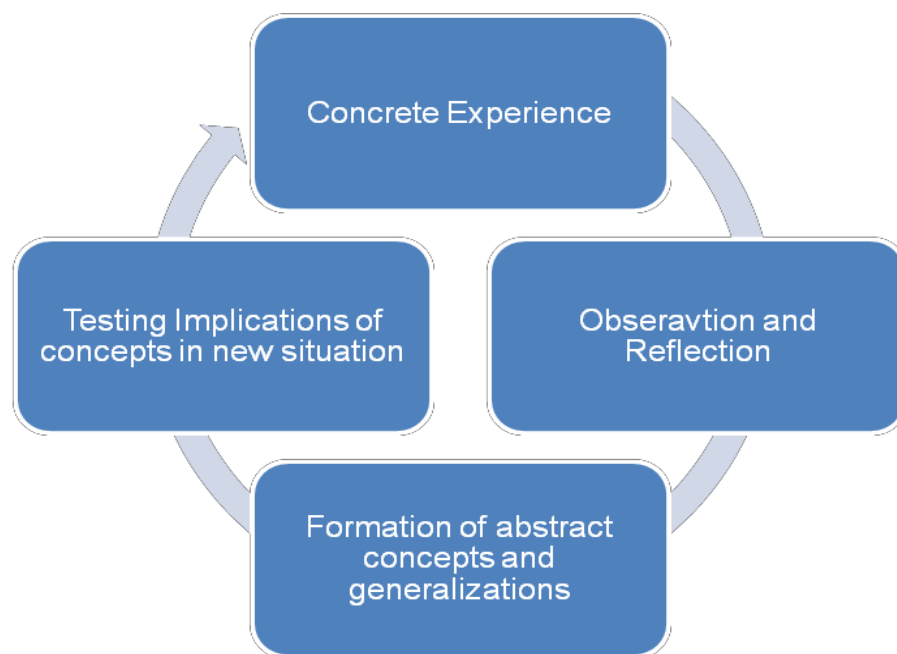 Concrete Experience
Testing Implications of
concepts in new situation
Obseravtion and
Reflection
Formation of abstract
concepts and
generalizations